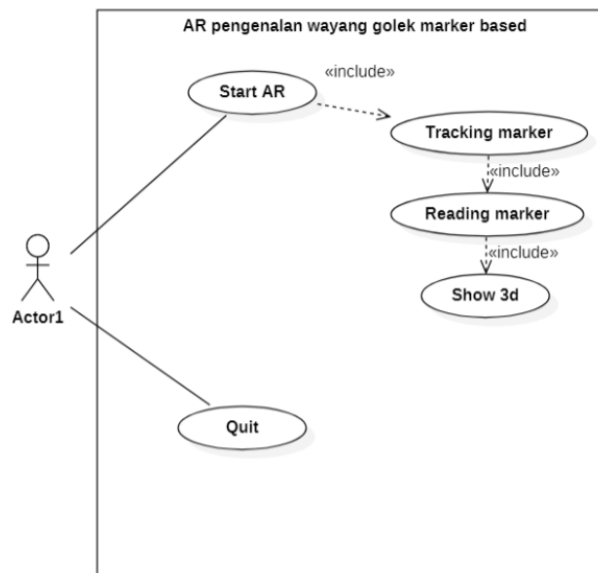 AR pengenalan wayang golek marker based
«include»
Start AR
Tracking marker
«include»
Reading marker
«include»
Show 3d
Actor1
Quit